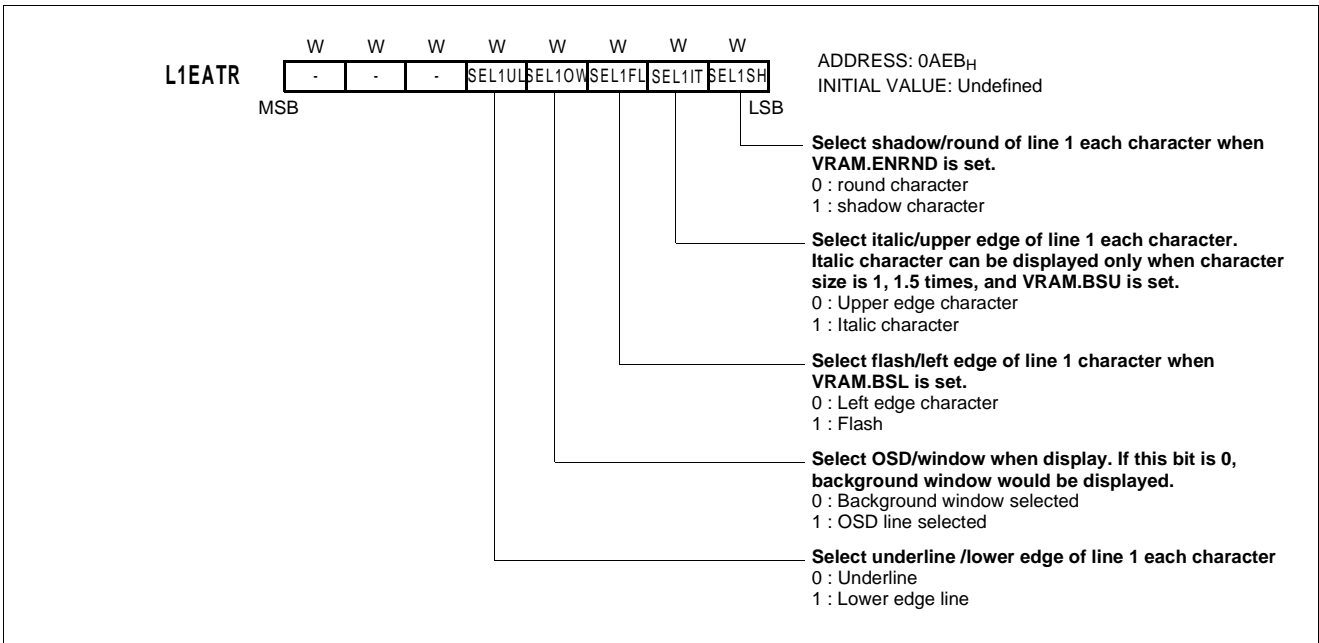 W W W W W W W W
L1EATR - - - SEL1UL SEL1OW SEL1FL SEL1IT SEL1SH
MSB LSB
ADDRESS: 0AEBH
INITIAL VALUE: Undefined
Select shadow/round of line 1 each character when
VRAM.ENRND is set.
0 : round character
1 : shadow character
Select italic/upper edge of line 1 each character.
Italic character can be displayed only when character
size is 1, 1.5 times, and VRAM.BSU is set.
0 : Upper edge character
1 : Italic character
Select flash/left edge of line 1 character when
VRAM.BSL is set.
0 : Left edge character
1 : Flash
Select OSD/window when display. If this bit is 0,
background window would be displayed.
0 : Background window selected
1 : OSD line selected
Select underline /lower edge of line 1 each character
0 : Underline
1 : Lower edge line